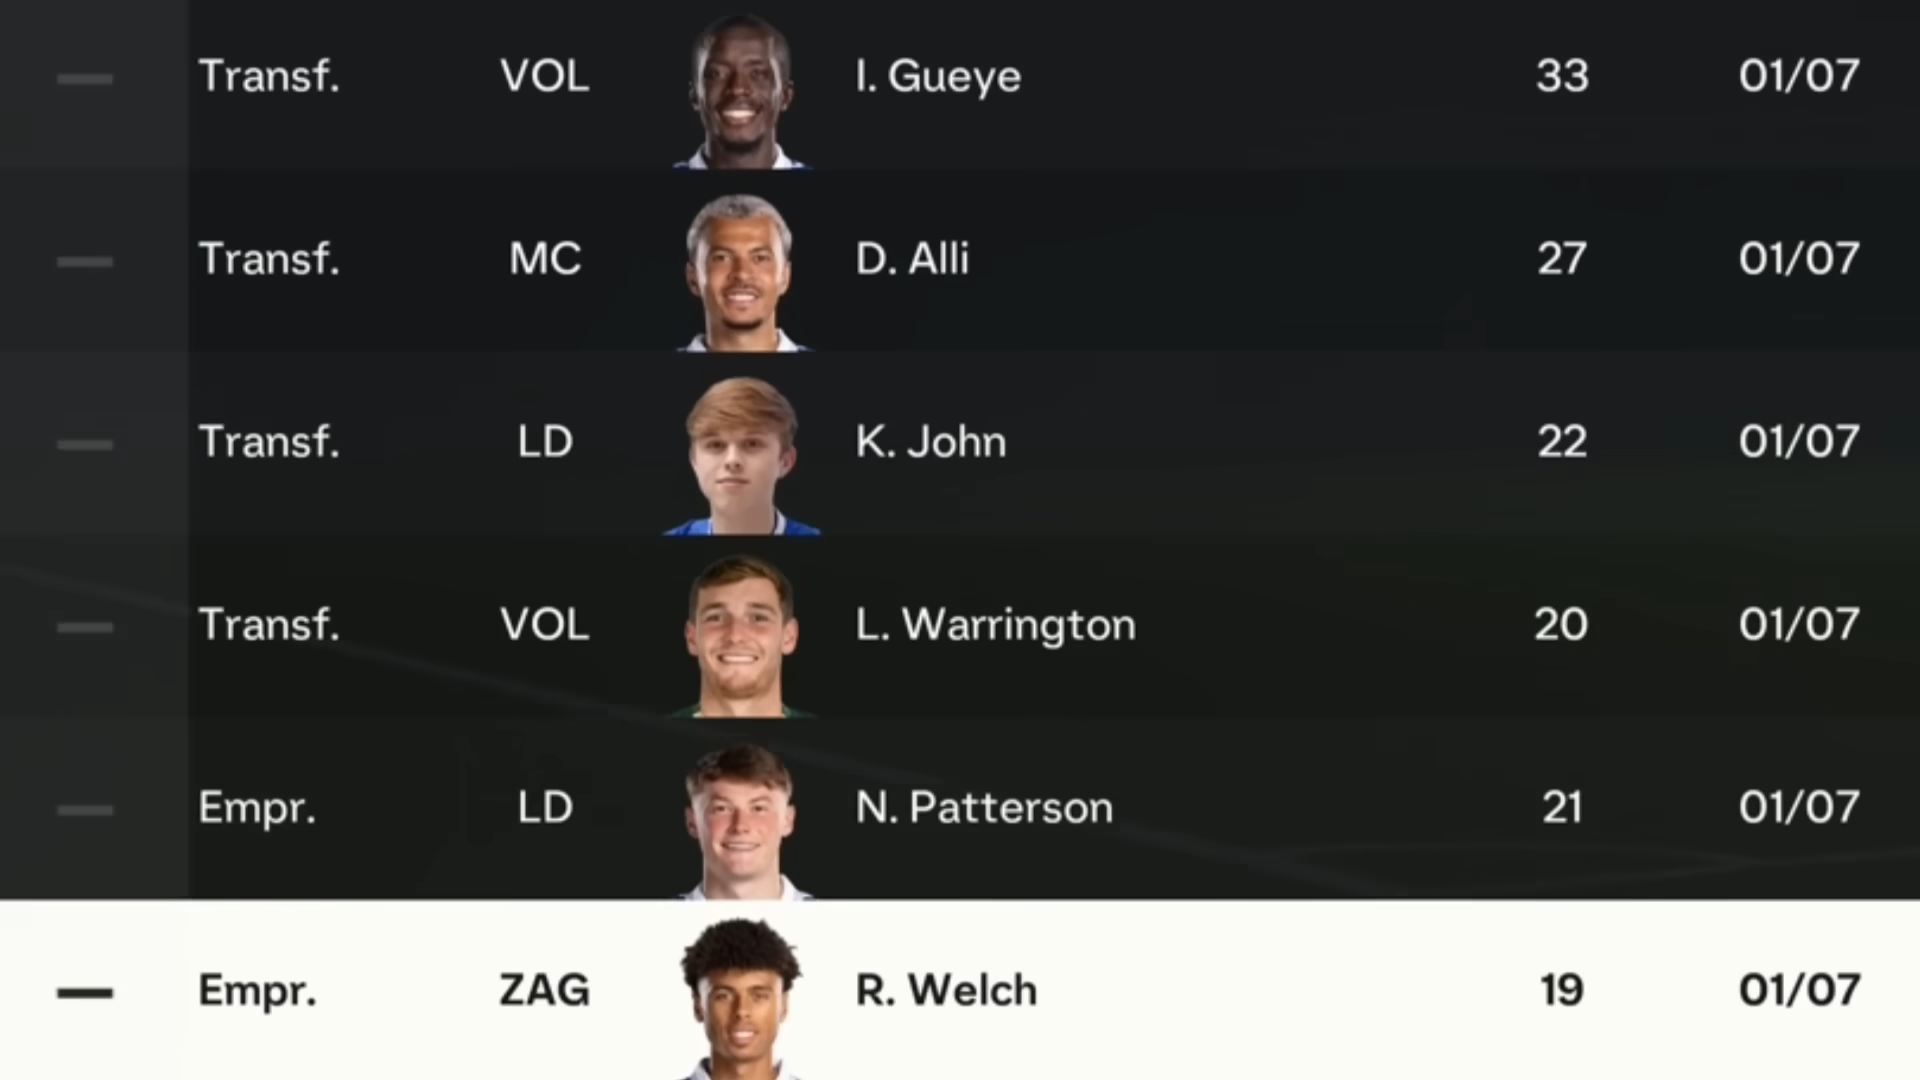 Transf. VOL I. Gueye 33 01/07
Transf. MC D. Alli 27 01/07
Transf. LD K. John 22 01/07
Transf. VOL L. Warrington 20 01/07
Empr. LD N. Patterson 21 01/07
Empr. ZAG R. Welch 19 01/07